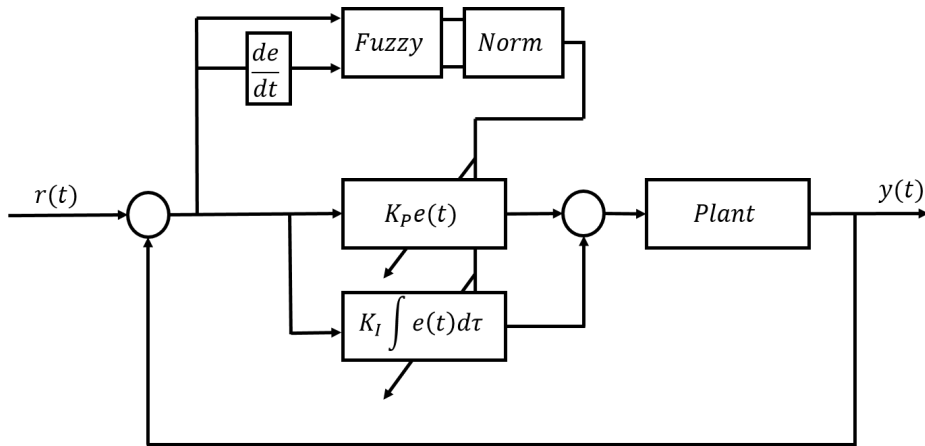 Fuzzy
Norm
de
dt
r(t)
K_P e(t)
Plant
y(t)
K_I ∫ e(t)dτ